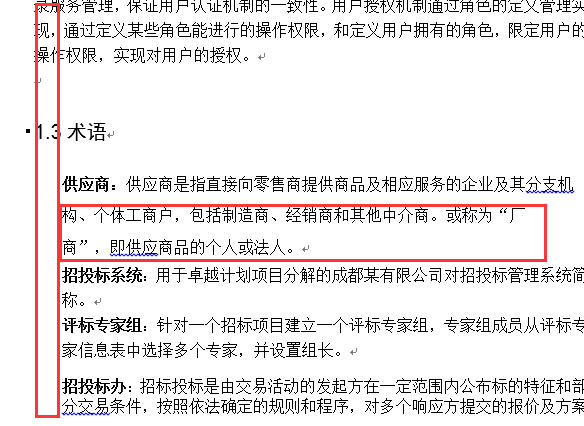 录服务管理，保证用户认证机制的一致性。用户授权机制通过角色的定义管理实
现，通过定义某些角色能进行的操作权限，和定义用户拥有的角色，限定用户的
操作权限，实现对用户的授权。
1.3 术语
供应商：供应商是指直接向零售商提供商品及相应服务的企业及其分支机
构、个体工商户，包括制造商、经销商和其他中介商。或称为“厂
商”，即供应商品的个人或法人。
招投标系统：用于卓越计划项目分解的成都某有限公司对招投标管理系统简
称。
评标专家组：针对一个招标项目建立一个评标专家组，专家组成员从评标专
家信息表中选择多个专家，并设置组长。
招投标办：招标投标是由交易活动的发起方在一定范围内公布标的特征和部
分交易条件，按照依法确定的规则和程序，对多个响应方提交的报价及方案